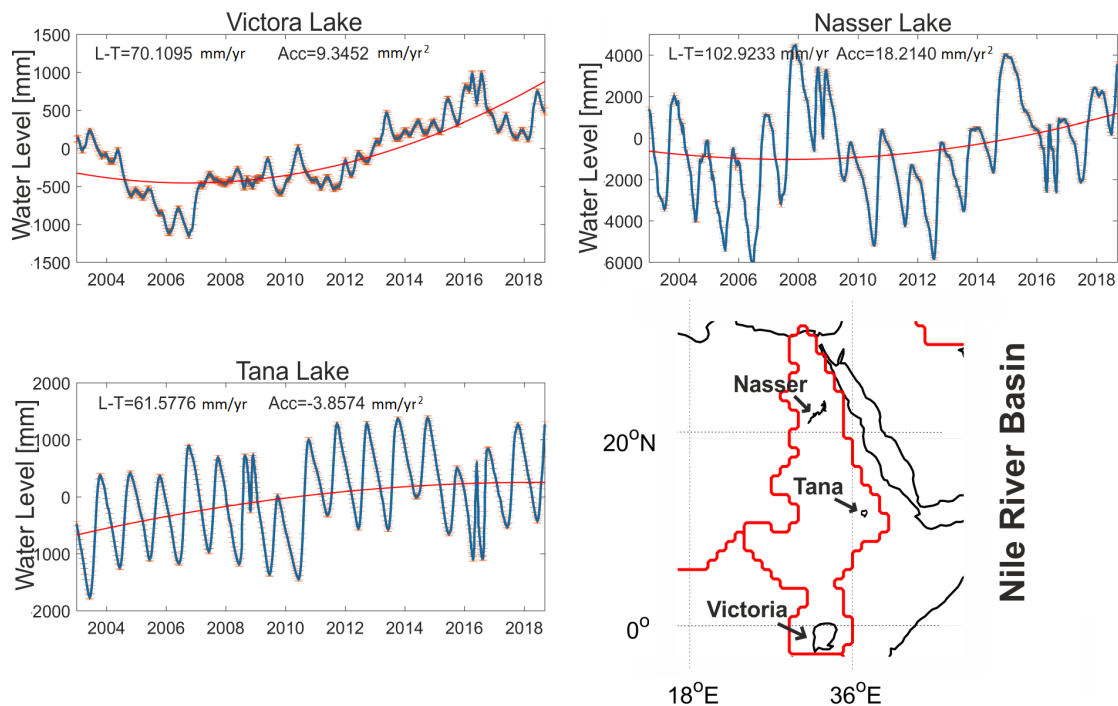 Victora Lake
L-T=70.1095 mm/yr Acc=9.3452 mm/yr²
Water Level [mm]
1500
1000
500
0
-500
1000
1500
2004 2006 2008 2010 2012 2014 2016 2018
Nasser Lake
L-T=102.9233 mm/yr Acc=18.2140 mm/yr²
Water Level [mm]
4000
2000
0
2000
4000
6000
2004 2006 2008 2010 2012 2014 2016 2018
Tana Lake
L-T=61.5776 mm/yr Acc=-3.8574 mm/yr²
Water Level [mm]
2000
1000
0
1000
-2000
2004 2006 2008 2010 2012 2014 2016 2018
Nasser
20°N
Tana
Victoria
0°
18°E 36°E
Nile River Basin